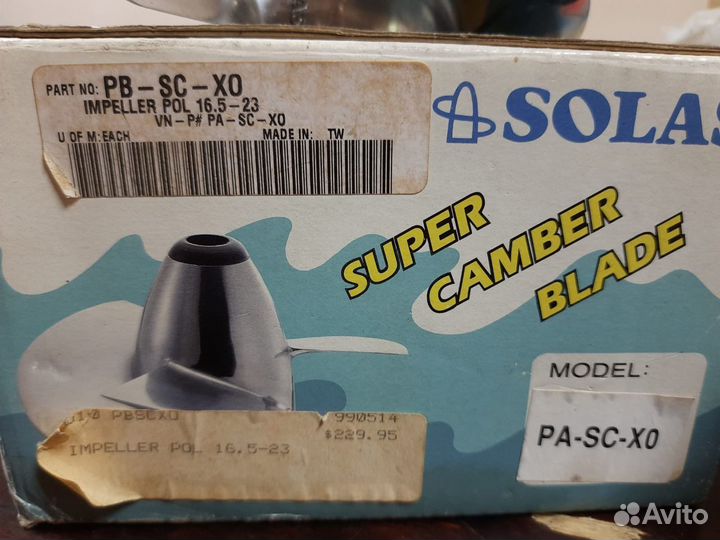 PART NO: PB-SC-XO
IMPELLER POL 16.5-23
VN-P# PA-SC-XO
U OF M: EACH MADE IN: TW
SOLAS
SUPER
CAMBER
BLADE
MODEL:
PA-SC-XO
PBSCXO 990514
$229.95
IMPELLER POL 16.5-23
Avito